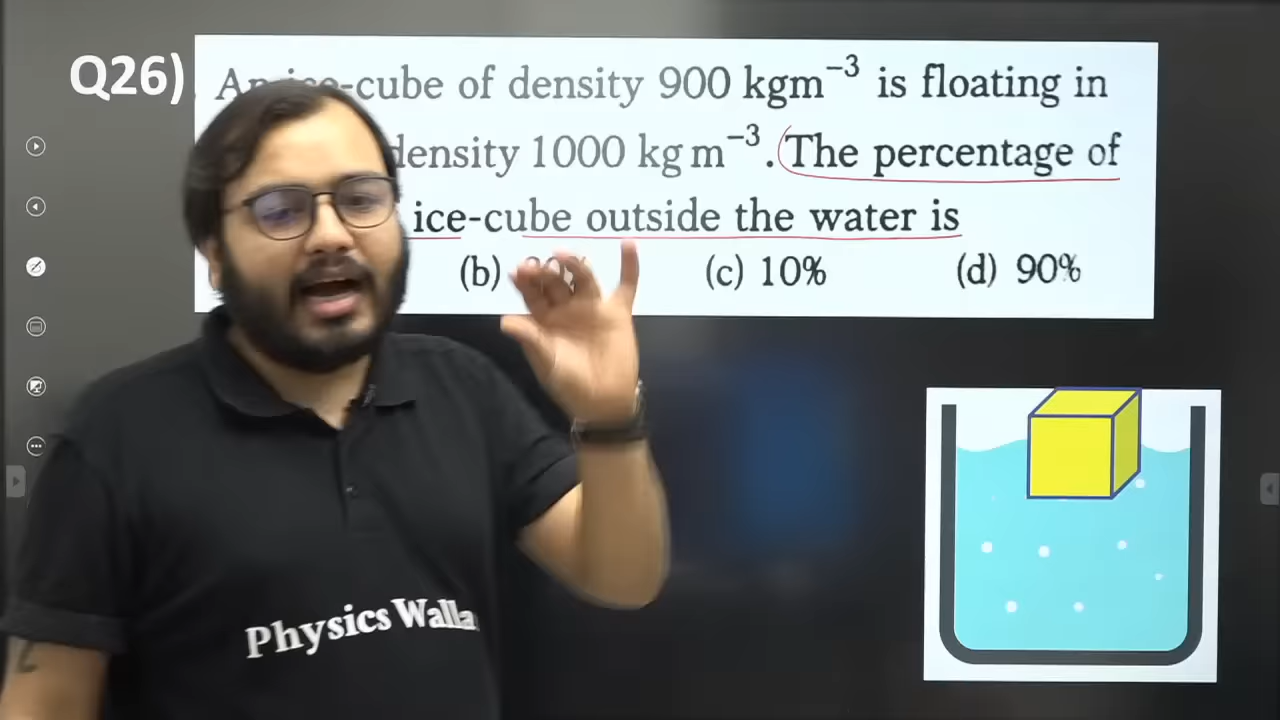 Q26)
An ice-cube of density 900 kgm⁻³ is floating in
density 1000 kg m⁻³. The percentage of
ice-cube outside the water is
(b) (c) 10% (d) 90%
Physics Walla